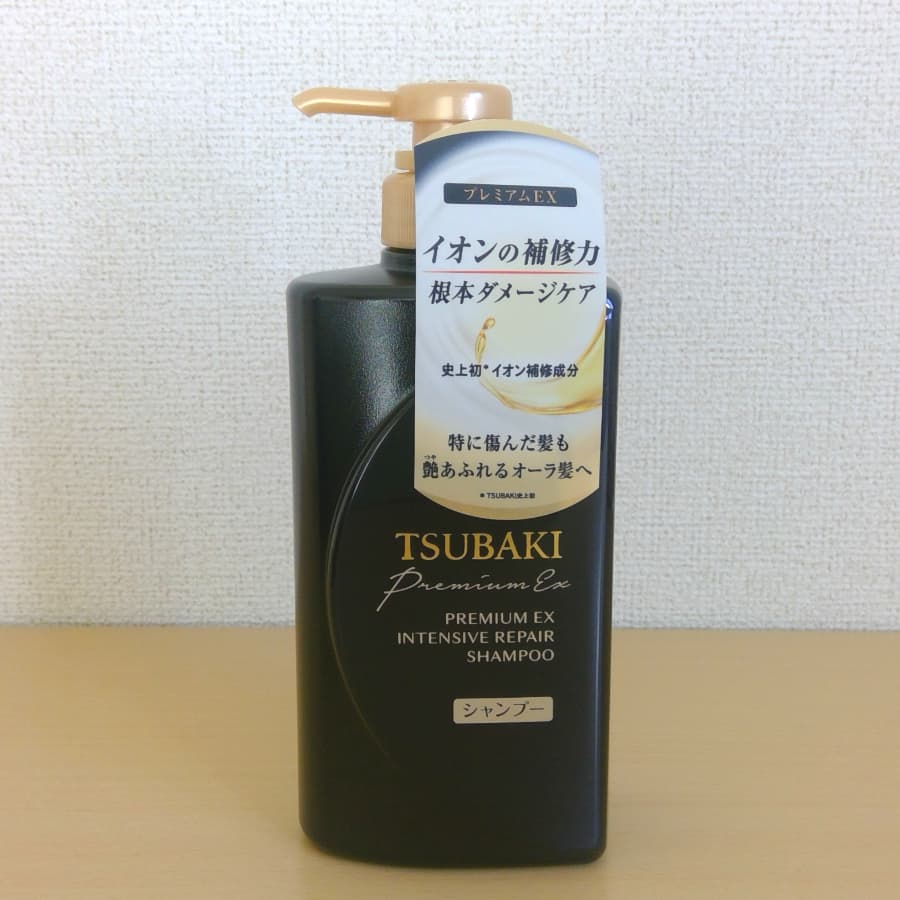 プレミアムEX
イオンの補修力
根本ダメージケア
史上初*イオン補修成分
特に傷んだ髪も
つや
艶あふれるオーラ髪へ
* TSUBAKI史上初
TSUBAKI
Premium Ex
PREMIUM EX
INTENSIVE REPAIR
SHAMPOO
シャンプー